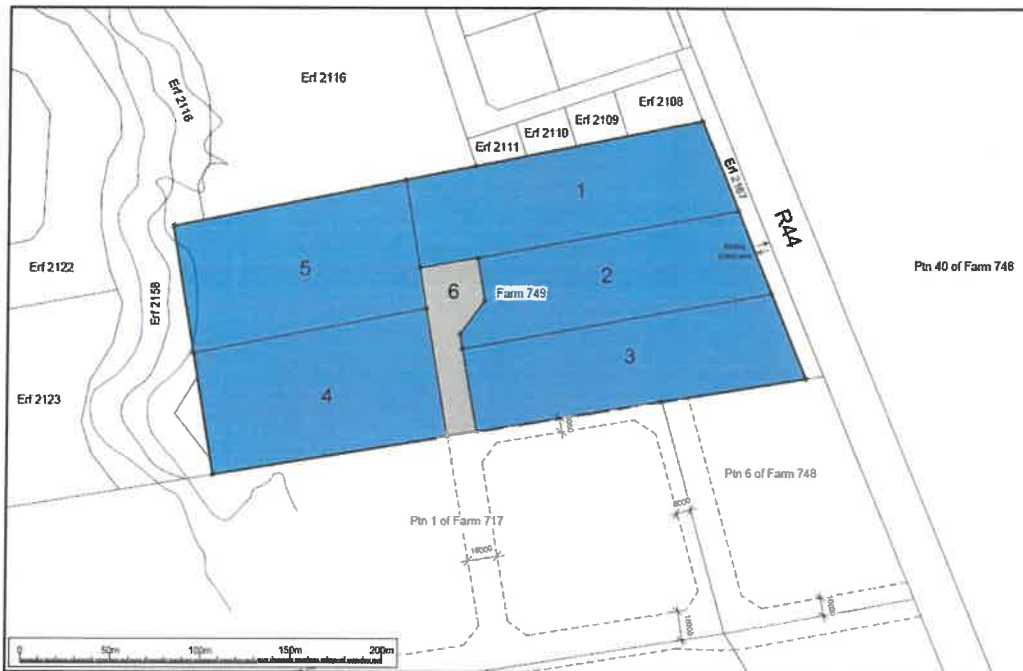 Erf 2116
Erf 2116
Erf 2108
Erf 2109
Erf 2110
Erf 2111
1
Erf 2167
R44
5
6
Farm 749
2
Ptn 40 of Farm 748
Erf 2122
Erf 2158
3
4
Erf 2123
Ptn 6 of Farm 748
Ptn 1 of Farm 717
16000
0 50m 100m 150m 200m